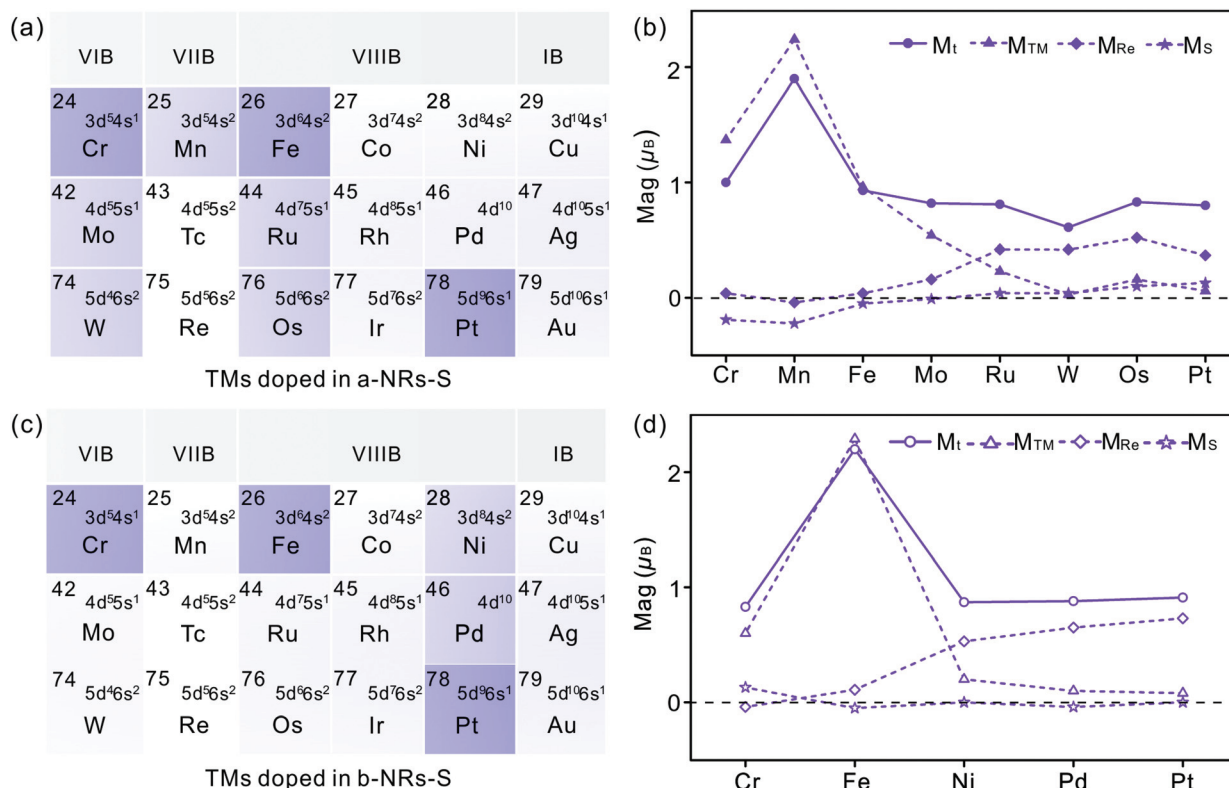 (a)
VIB VIIB VIIIB IB
24 3d⁵4s¹ Cr 25 3d⁵4s² Mn 26 3d⁶4s² Fe 27 3d⁷4s² Co 28 3d⁸4s² Ni 29 3d¹⁰4s¹ Cu
42 4d⁵5s¹ Mo 43 4d⁵5s² Tc 44 4d⁷5s¹ Ru 45 4d⁸5s¹ Rh 46 4d¹⁰ Pd 47 4d¹⁰5s¹ Ag
74 5d⁴6s² W 75 5d⁵6s² Re 76 5d⁶6s² Os 77 5d⁷6s² Ir 78 5d⁹6s¹ Pt 79 5d¹⁰6s¹ Au
TMs doped in a-NRs-S
(b)
Mt MTM MRe MS
Mag (μB)
2
1
0
Cr Mn Fe Mo Ru W Os Pt
(c)
VIB VIIB VIIIB IB
24 3d⁵4s¹ Cr 25 3d⁵4s² Mn 26 3d⁶4s² Fe 27 3d⁷4s² Co 28 3d⁸4s² Ni 29 3d¹⁰4s¹ Cu
42 4d⁵5s¹ Mo 43 4d⁵5s² Tc 44 4d⁷5s¹ Ru 45 4d⁸5s¹ Rh 46 4d¹⁰ Pd 47 4d¹⁰5s¹ Ag
74 5d⁴6s² W 75 5d⁵6s² Re 76 5d⁶6s² Os 77 5d⁷6s² Ir 78 5d⁹6s¹ Pt 79 5d¹⁰6s¹ Au
TMs doped in b-NRs-S
(d)
Mt MTM MRe MS
Mag (μB)
2
1
0
Cr Fe Ni Pd Pt